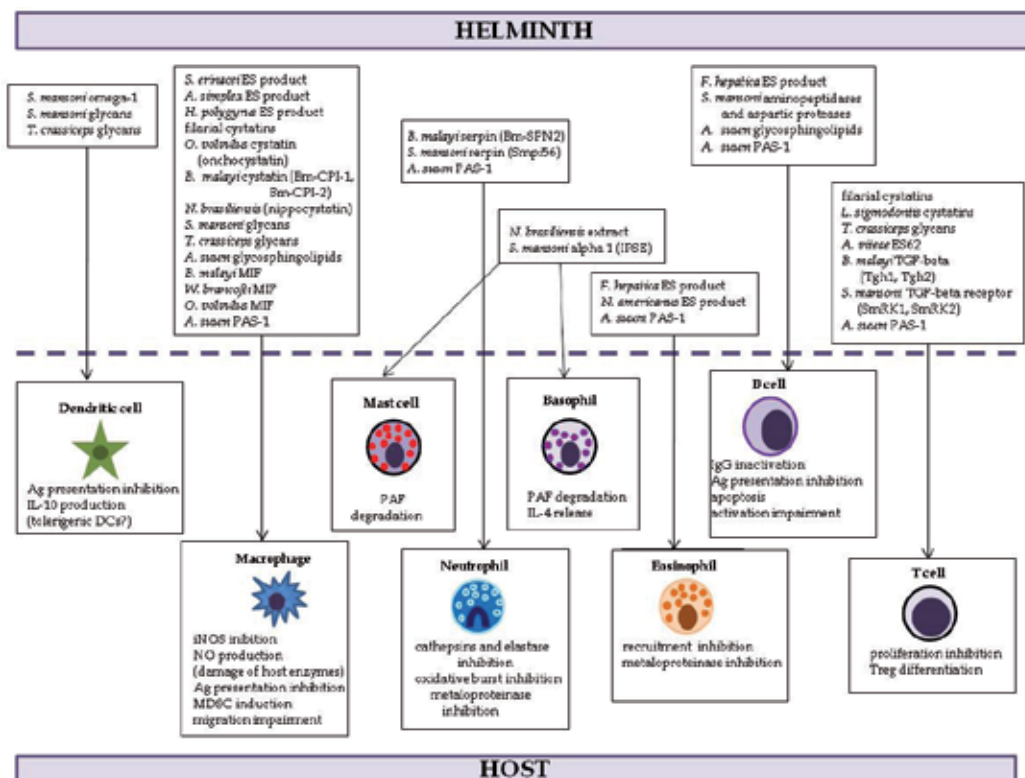 HELMINTH
S. mansoni omega-1
S. mansoni glycans
T. crassiceps glycans
S. erinacei ES product
A. simplex ES product
H. polygyrus ES product
filarial cystatins
O. volvulus cystatin
(onchocystatin)
B. malayi cystatin (Bm-CPI-1,
Bm-CPI-2)
N. brasiliensis (nippocystatin)
S. mansoni glycans
T. crassiceps glycans
A. suum glycosphingolipids
B. malayi MIF
W. bancrofti MIF
O. volvulus MIF
A. suum PAS-1
B. malayi serpin (Bm-SPN2)
S. mansoni serpin (Smpi56)
A. suum PAS-1
N. brasiliensis extract
S. mansoni alpha 1 (IPSE)
F. hepatica ES product
N. americanus ES product
A. suum PAS-1
F. hepatica ES product
S. mansoni aminopeptidases
and aspartic proteases
A. suum glycosphingolipids
A. suum PAS-1
filarial cystatins
L. sigmodontis cystatins
T. crassiceps glycans
A. viteae ES62
B. malayi TGF-beta
(Tgh1, Tgh2)
S. mansoni TGF-beta receptor
(SmRK1, SmRK2)
A. suum PAS-1
Dendritic cell
Ag presentation inhibition
IL-10 production
(tolerigenic DCs?)
Macrophage
iNOS inibition
NO production
(damage of host enzymes)
Ag presentation inhibition
MDSC induction
migration impairment
Mast cell
PAF
degradation
Neutrophil
cathepsins and elastase
inhibition
oxidative burst inhibition
metaloproteinase
inhibition
Basophil
PAF degradation
IL-4 release
Eosinophil
recruitment inhibition
metaloproteinase inhibition
B cell
IgG inactivation
Ag presentation inhibition
apoptosis
activation impairment
T cell
proliferation inhibition
Treg differentiation
HOST